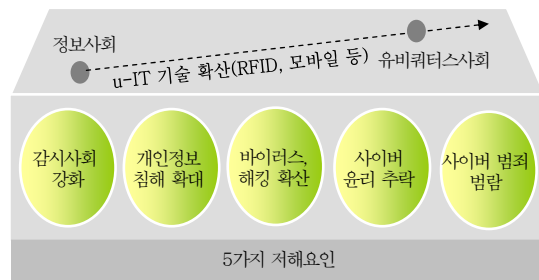 정보사회
u-IT 기술 확산(RFID, 모바일 등)
유비쿼터스사회
감시사회
강화
개인정보
침해 확대
바이러스,
해킹 확산
사이버
윤리 추락
사이버 범죄
범람
5가지 저해요인